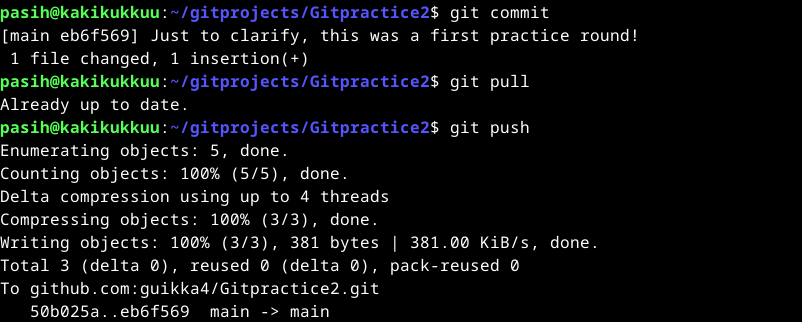 pasih@kakikukkuu:~/gitprojects/Gitpractice2$ git commit
[main eb6f569] Just to clarify, this was a first practice round!
 1 file changed, 1 insertion(+)
pasih@kakikukkuu:~/gitprojects/Gitpractice2$ git pull
Already up to date.
pasih@kakikukkuu:~/gitprojects/Gitpractice2$ git push
Enumerating objects: 5, done.
Counting objects: 100% (5/5), done.
Delta compression using up to 4 threads
Compressing objects: 100% (3/3), done.
Writing objects: 100% (3/3), 381 bytes | 381.00 KiB/s, done.
Total 3 (delta 0), reused 0 (delta 0), pack-reused 0
To github.com:guikka4/Gitpractice2.git
   50b025a..eb6f569  main -> main